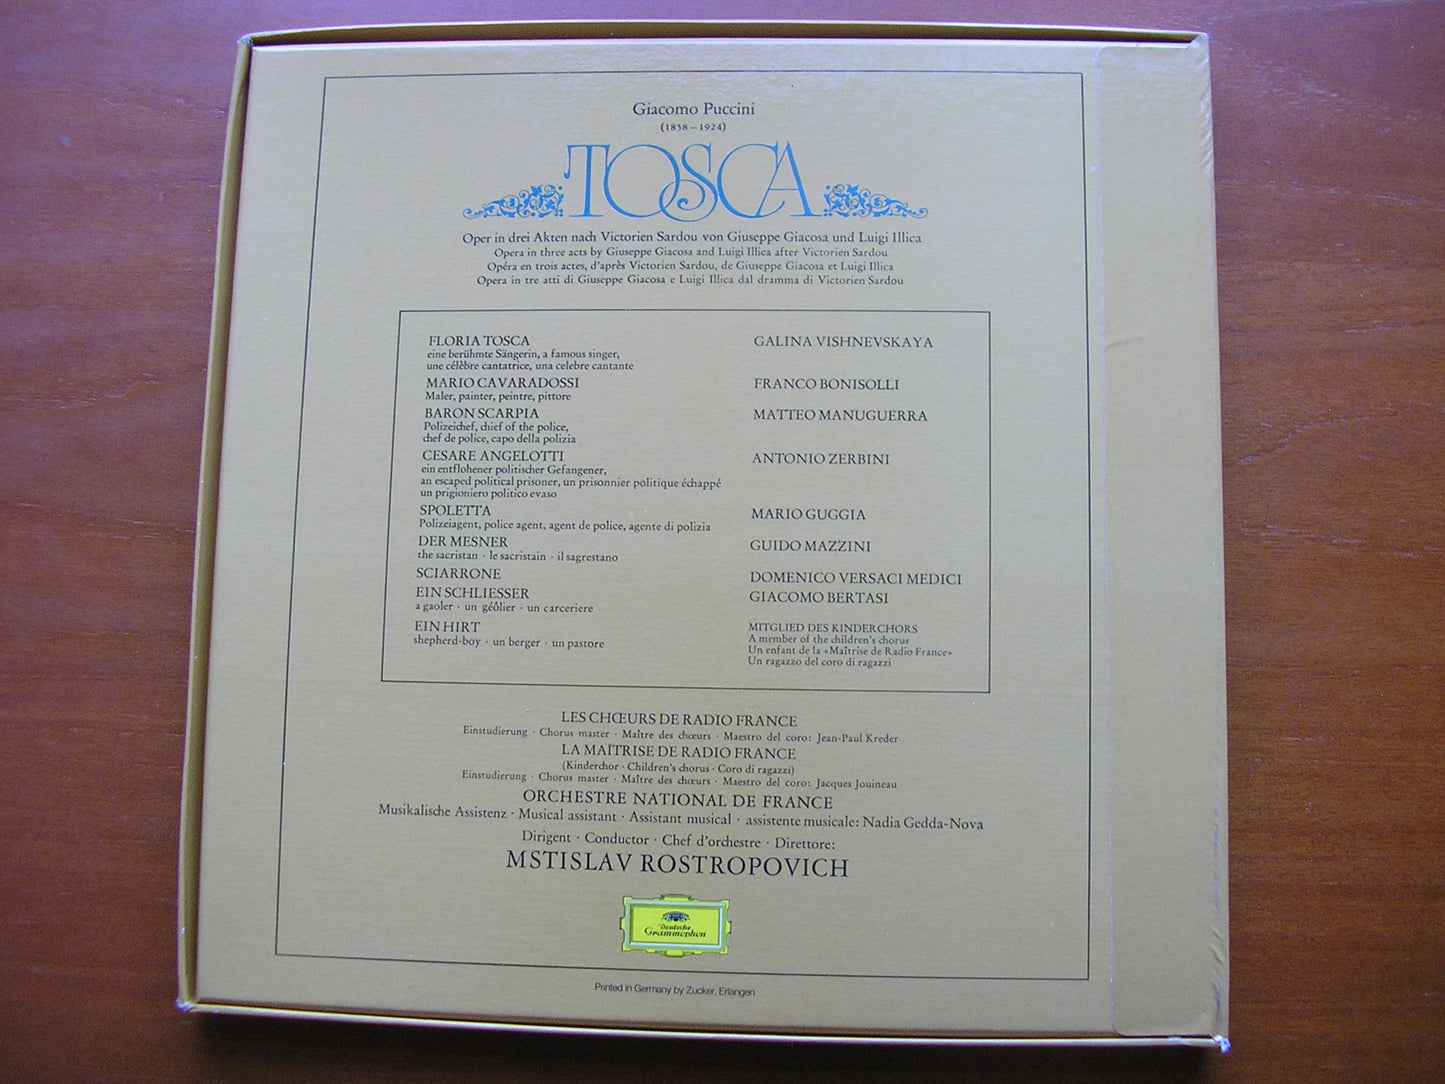 Giacomo Puccini
(1858–1924)
TOSCA
Oper in drei Akten nach Victorien Sardou von Giuseppe Giacosa und Luigi Illica
Opera in three acts by Giuseppe Giacosa and Luigi Illica after Victorien Sardou
Opéra en trois actes, d'après Victorien Sardou, de Giuseppe Giacosa et Luigi Illica
Opera in tre atti di Giuseppe Giacosa e Luigi Illica dal dramma di Victorien Sardou
FLORIA TOSCA GALINA VISHNEVSKAYA
eine berühmte Sängerin, a famous singer,
une célèbre cantatrice, una celebre cantante
MARIO CAVARADOSSI FRANCO BONISOLLI
Maler, painter, peintre, pittore
BARON SCARPIA MATTEO MANUGUERRA
Polizeichef, chief of the police,
chef de police, capo della polizia
CESARE ANGELOTTI ANTONIO ZERBINI
ein entflohener politischer Gefangener,
an escaped political prisoner, un prisonnier politique échappé
un prigioniero politico evaso
SPOLETTA MARIO GUGGIA
Polizeiagent, police agent, agent de police, agente di polizia
DER MESNER GUIDO MAZZINI
the sacristan · le sacristain · il sagrestano
SCIARRONE DOMENICO VERSACI MEDICI
EIN SCHLIESSER GIACOMO BERTASI
a gaoler · un géôlier · un carceriere
EIN HIRT MITGLIED DES KINDERCHORS
shepherd-boy · un berger · un pastore
A member of the children's chorus
Un enfant de la «Maîtrise de Radio France»
Un ragazzo del coro di ragazzi
LES CHŒURS DE RADIO FRANCE
Einstudierung · Chorus master · Maître des chœurs · Maestro del coro: Jean-Paul Kreder
LA MAÎTRISE DE RADIO FRANCE
(Kinderchor · Children's chorus · Coro di ragazzi)
Einstudierung · Chorus master · Maître des chœurs · Maestro del coro: Jacques Jouineau
ORCHESTRE NATIONAL DE FRANCE
Musikalische Assistenz · Musical assistant · Assistant musical · assistente musicale: Nadia Gedda-Nova
Dirigent · Conductor · Chef d'orchestre · Direttore:
MSTISLAV ROSTROPOVICH
Deutsche
Grammophon
Printed in Germany by Zucker, Erlangen